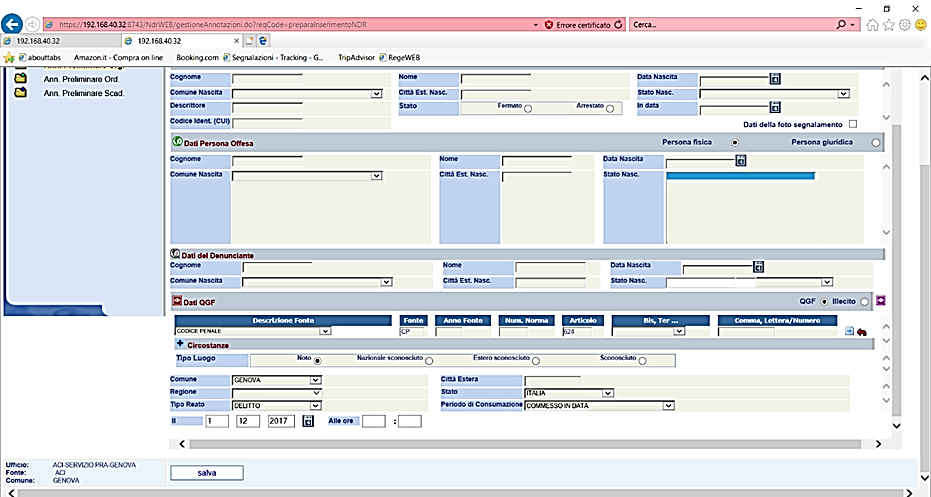 https://192.168.40.32:8743/NdrWEB/gestioneAnnotazioni.do?reqCode=preparaInserimentoNDR
Errore certificato
Cerca...
192.168.40.32
192.168.40.32
abouttabs
Amazon.it - Compra on line
Booking.com
Segnalazioni - Tracking - G...
TripAdvisor
RegeWEB
Ann. Preliminare Ord.
Ann. Preliminare Scad.
Cognome Nome Data Nascita
Comune Nascita Città Est. Nasc. Stato Nasc.
Descrittore Stato Fermato Arrestato In data
Codice Ident. (CUI)
Dati della foto segnalamento
Dati Persona Offesa Persona fisica Persona giuridica
Cognome Nome Data Nascita
Comune Nascita Città Est. Nasc. Stato Nasc.
Dati del Denunciante
Cognome Nome Data Nascita
Comune Nascita Città Est. Nasc. Stato Nasc.
Dati QGF QGF Illecito
Descrizione Fonte Fonte Anno Fonte Num. Norma Articolo Bis, Ter ... Comma, Lettera/Numero
CODICE PENALE CP 624
Circostanze
Tipo Luogo Noto Nazionale sconosciuto Estero sconosciuto Sconosciuto
Comune GENOVA Città Estera
Regione Stato ITALIA
Tipo Reato DELITTO Periodo di Consumazione COMMESSO IN DATA
Il 1 12 2017 Alle ore :
Ufficio: ACI-SERVIZIO PRA-GENOVA
Fonte: ACI
Comune: GENOVA
salva